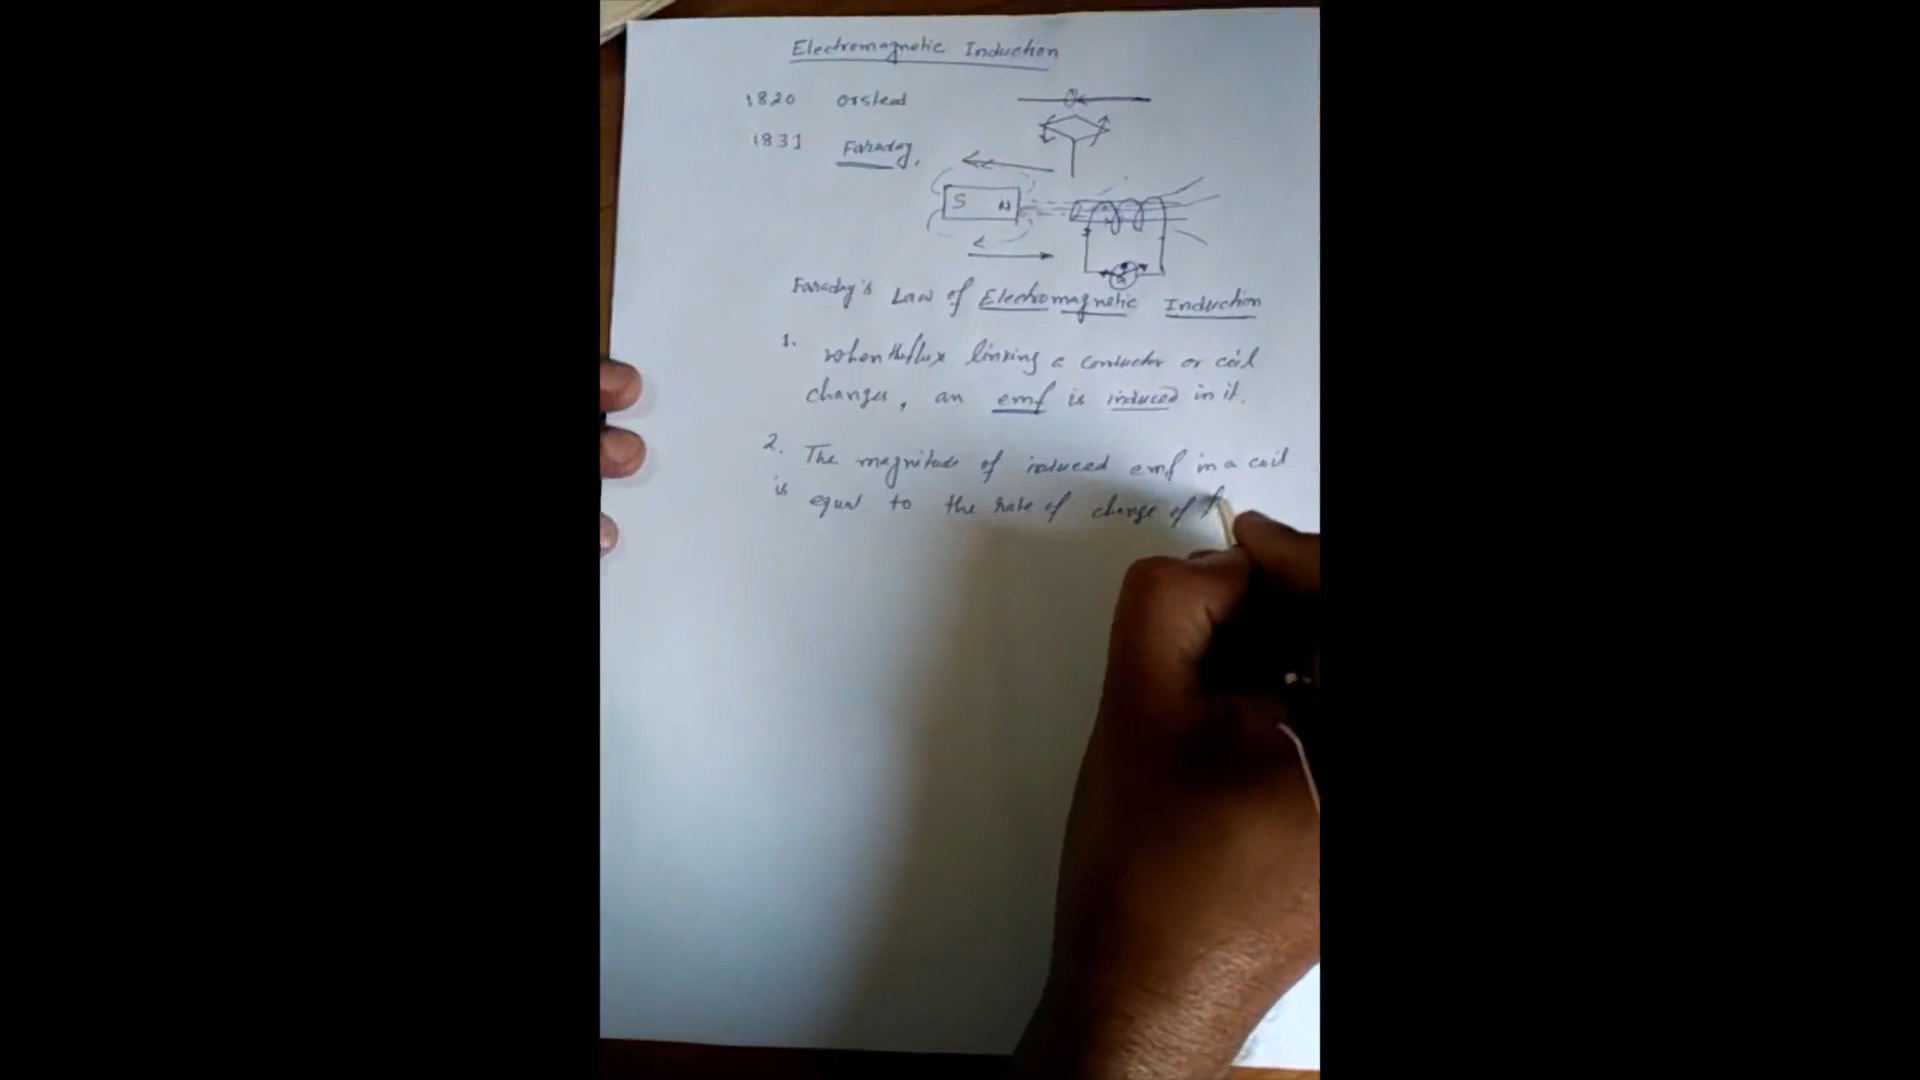 Electromagnetic Induction
1820 Orsted
1831 Faraday,
S N
G
Faraday's Law of Electromagnetic Induction
1. when the flux linking a conductor or coil
changes, an emf is induced in it.
2. The magnitude of induced emf in a coil
is equal to the rate of change of f